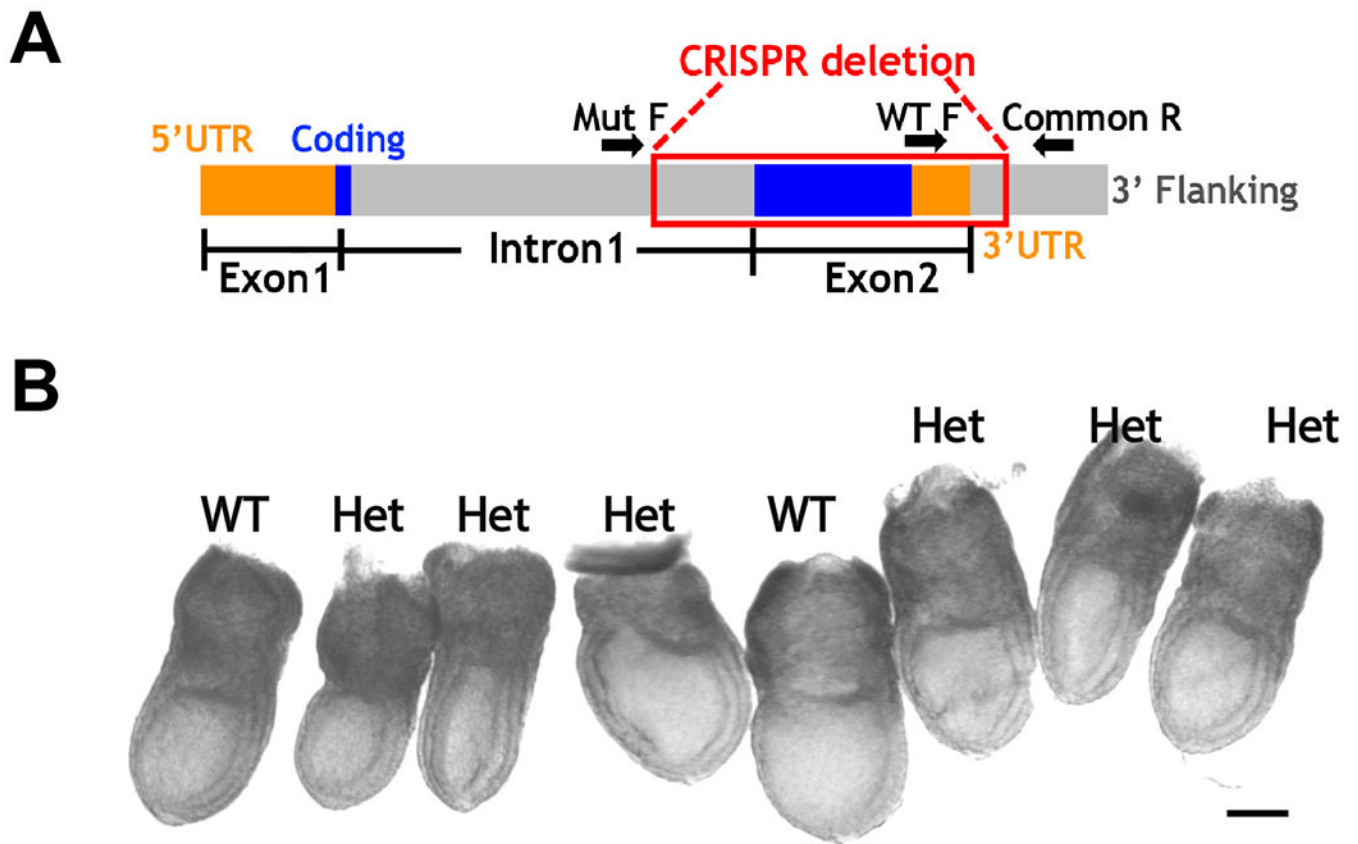 A
CRISPR deletion
Mut F
WT F
Common R
5'UTR
Coding
3' Flanking
Intron1
3'UTR
Exon1
Exon2
B
Het
Het
Het
WT
Het
Het
Het
WT